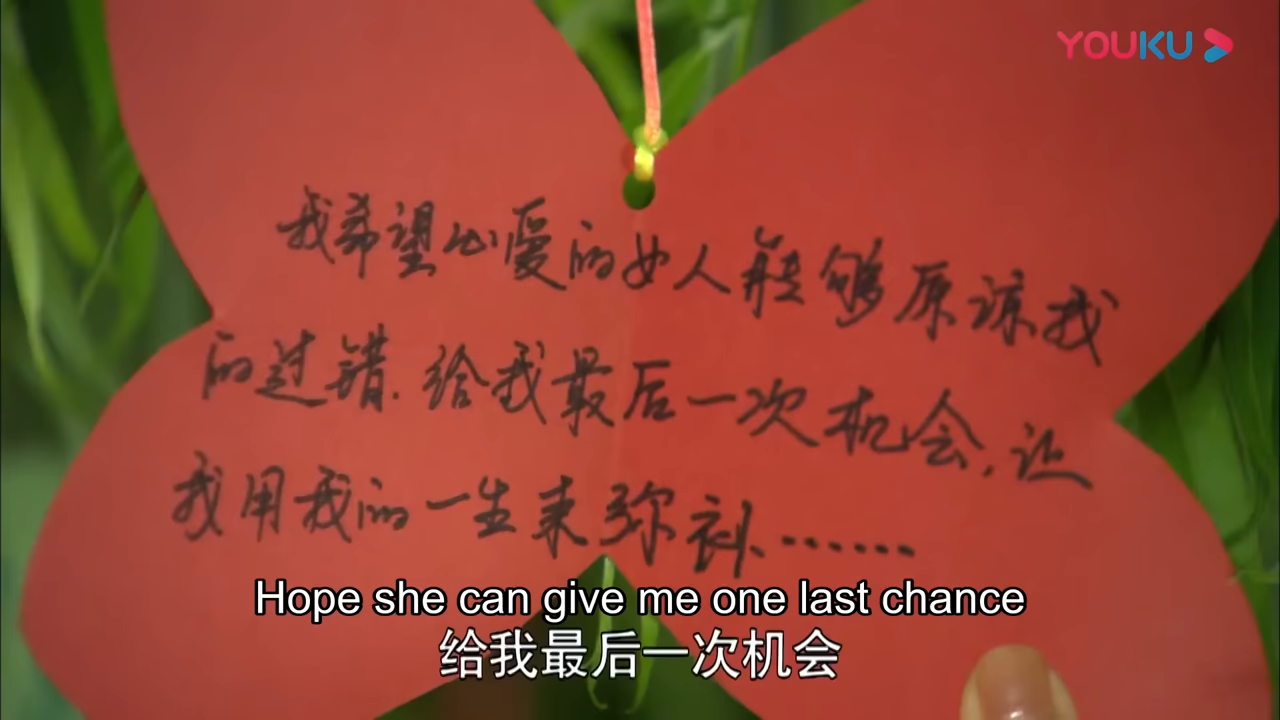 YOUKU
我希望心爱的女人能够原谅我
的过错.给我最后一次机会,让
我用我的一生来弥补……
Hope she can give me one last chance
给我最后一次机会